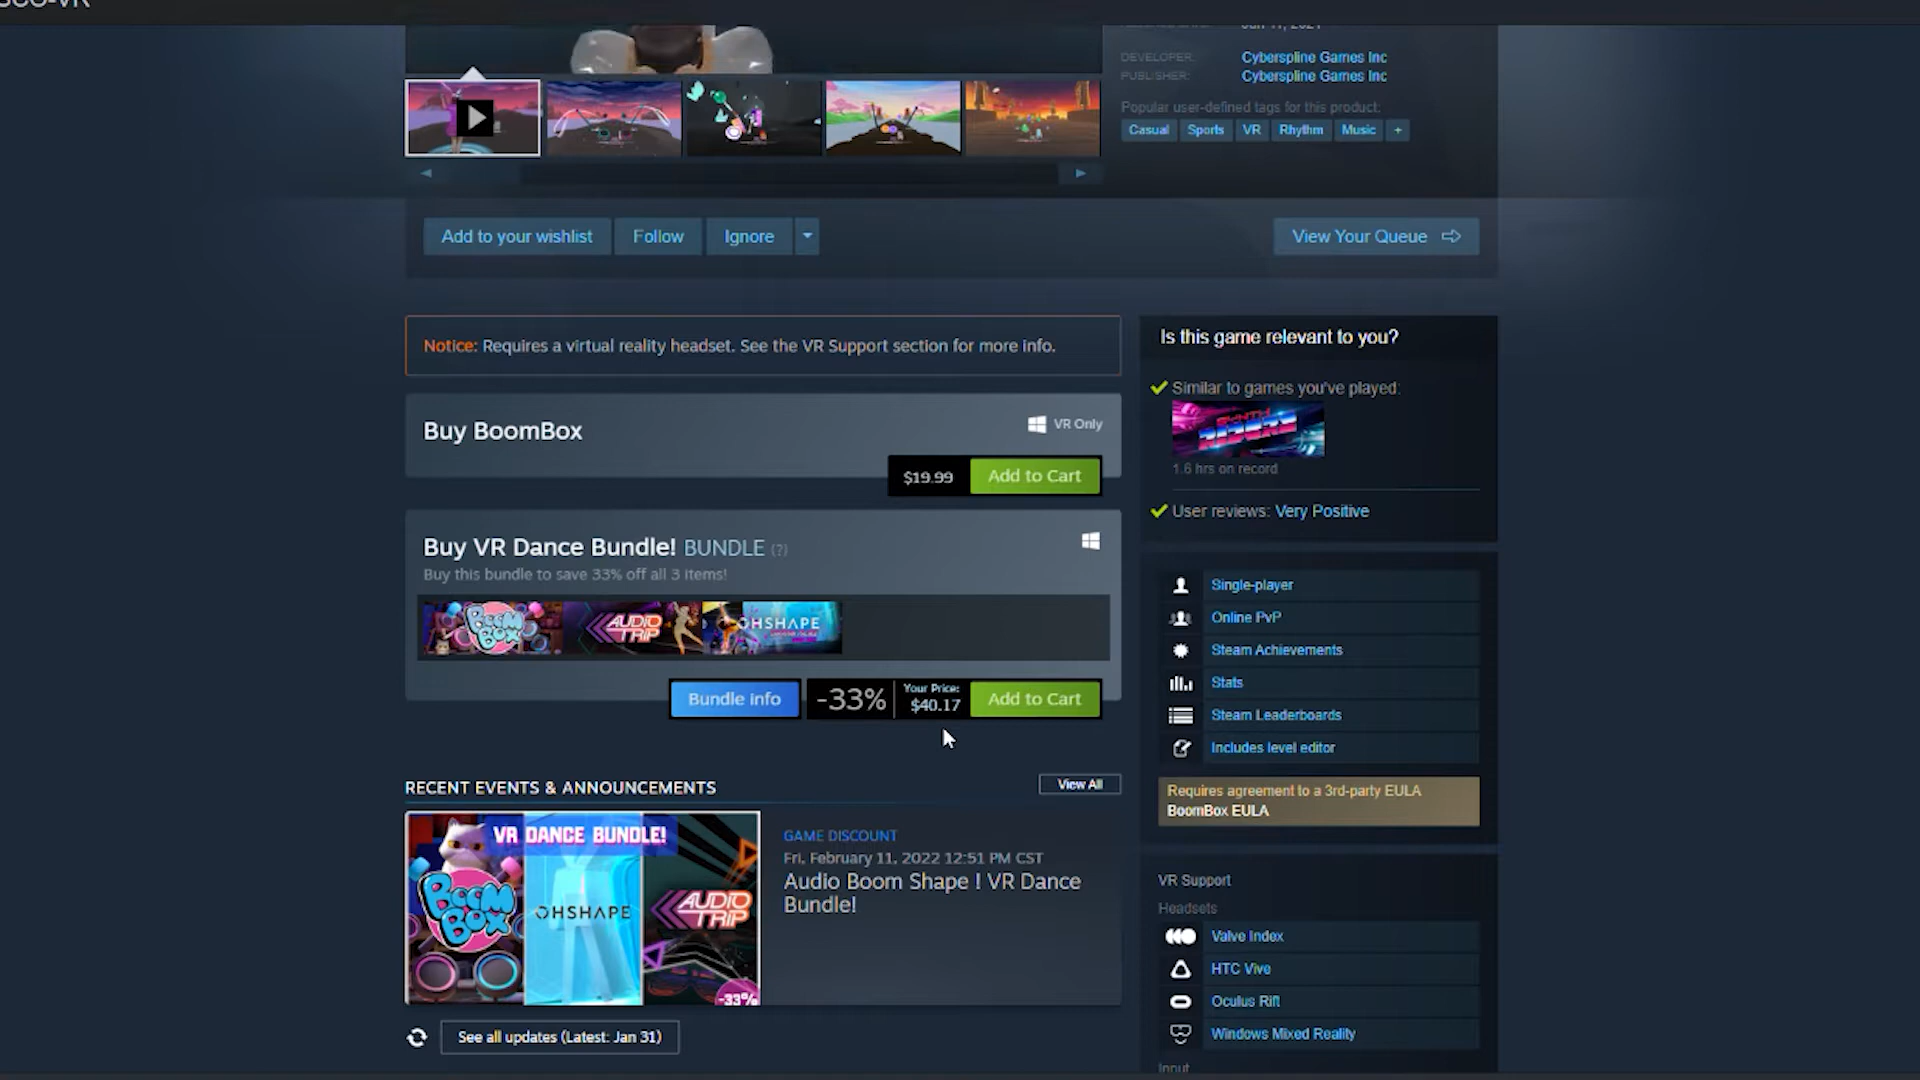 DEVELOPER: Cyberspline Games Inc
PUBLISHER: Cyberspline Games Inc
Popular user-defined tags for this product:
Casual Sports VR Rhythm Music +
Add to your wishlist Follow Ignore View Your Queue
Notice: Requires a virtual reality headset. See the VR Support section for more info.
Buy BoomBox
VR Only
$19.99 Add to Cart
Buy VR Dance Bundle! BUNDLE (?)
Buy this bundle to save 33% off all 3 items!
BOOM BOX AUDIO TRIP OHSHAPE
Bundle info -33% Your Price: $40.17 Add to Cart
RECENT EVENTS & ANNOUNCEMENTS View All
VR DANCE BUNDLE!
BOOM BOX OHSHAPE AUDIO TRIP
-33%
GAME DISCOUNT
Fri, February 11, 2022 12:51 PM CST
Audio Boom Shape ! VR Dance
Bundle!
See all updates (Latest: Jan 31)
Is this game relevant to you?
Similar to games you've played:
SYNTH RIDERS
1.6 hrs on record
User reviews: Very Positive
Single-player
Online PvP
Steam Achievements
Stats
Steam Leaderboards
Includes level editor
Requires agreement to a 3rd-party EULA
BoomBox EULA
VR Support
Headsets
Valve Index
HTC Vive
Oculus Rift
Windows Mixed Reality
Input